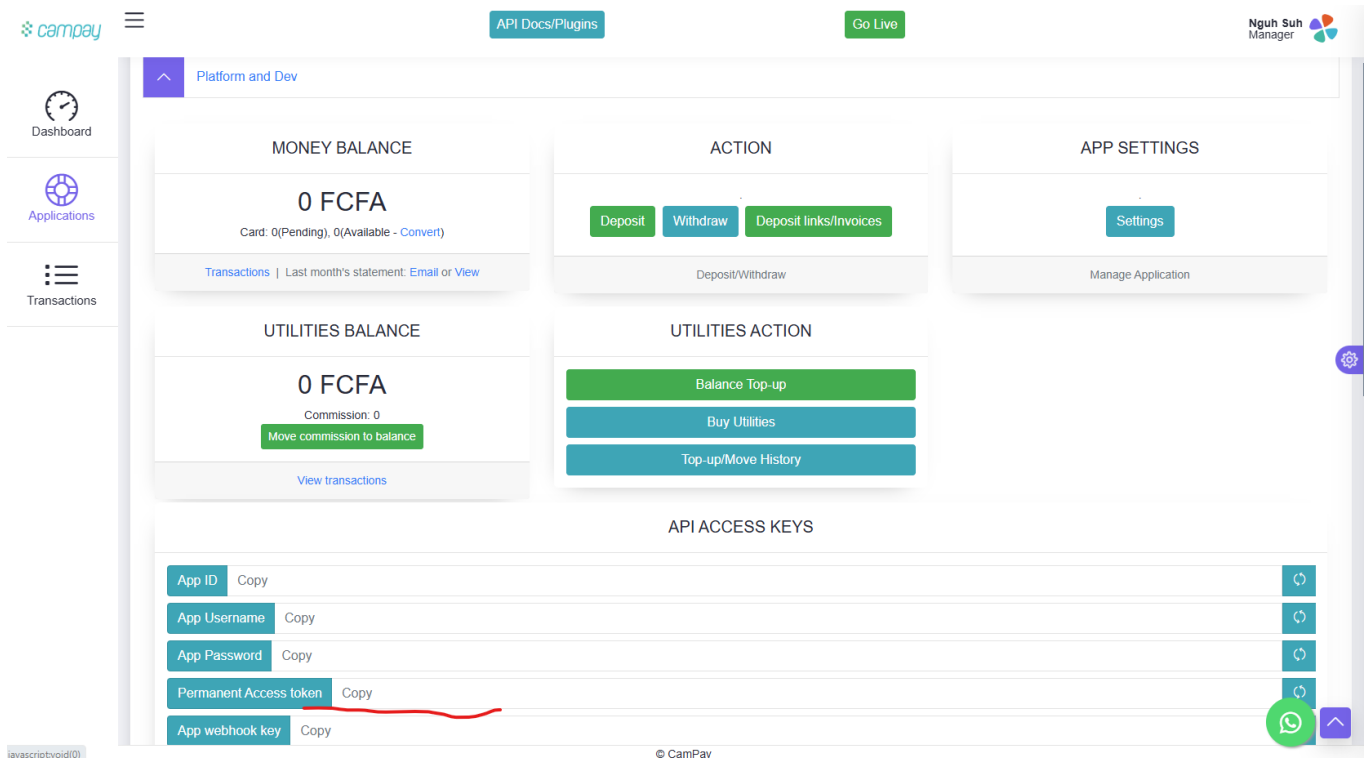 campay
API Docs/Plugins
Go Live
Nguh Suh
Manager
Platform and Dev
Dashboard
Applications
Transactions
MONEY BALANCE
0 FCFA
Card: 0(Pending), 0(Available - Convert)
Transactions | Last month's statement: Email or View
ACTION
.
Deposit Withdraw Deposit links/Invoices
Deposit/Withdraw
APP SETTINGS
.
Settings
Manage Application
UTILITIES BALANCE
0 FCFA
Commission: 0
Move commission to balance
View transactions
UTILITIES ACTION
Balance Top-up
Buy Utilities
Top-up/Move History
API ACCESS KEYS
App ID Copy
App Username Copy
App Password Copy
Permanent Access token Copy
App webhook key Copy
javascript:void(0)
© CamPay